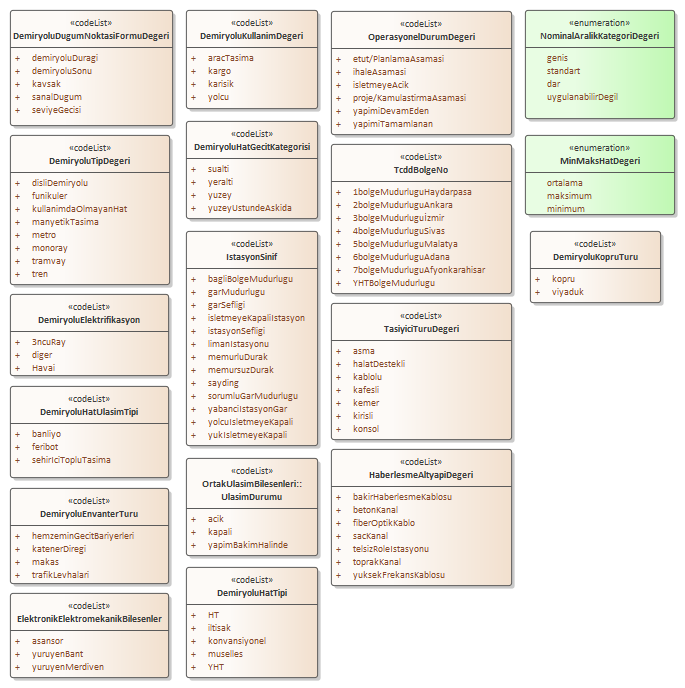 «codeList»
DemiryoluDugumNoktasiFormuDegeri
+ demiryoluDuragi
+ demiryoluSonu
+ kavsak
+ sanalDugum
+ seviyeGecisi
«codeList»
DemiryoluTipDegeri
+ disliDemiryolu
+ funikuler
+ kullanimdaOlmayanHat
+ manyetikTasima
+ metro
+ monoray
+ tramvay
+ tren
«codeList»
DemiryoluElektrifikasyon
+ 3ncuRay
+ diger
+ Havai
«codeList»
DemiryoluHatUlasimTipi
+ banliyo
+ feribot
+ sehirIciTopluTasima
«codeList»
DemiryoluEnvanterTuru
+ hemzeminGecitBariyerleri
+ katenerDiregi
+ makas
+ trafikLevhalari
«codeList»
ElektronikElektromekanikBilesenler
+ asansor
+ yuruyenBant
+ yuruyenMerdiven
«codeList»
DemiryoluKullanimDegeri
+ aracTasima
+ kargo
+ karisik
+ yolcu
«codeList»
DemiryoluHatGecitKategorisi
+ sualti
+ yeralti
+ yuzey
+ yuzeyUstundeAskida
«codeList»
IstasyonSinif
+ bagliBolgeMudurlugu
+ garMudurlugu
+ garSefligi
+ isletmeyeKapaliIstasyon
+ istasyonSefligi
+ limanIstasyonu
+ memurluDurak
+ memursuzDurak
+ sayding
+ sorumluGarMudurlugu
+ yabanciIstasyonGar
+ yolcuIsletmeyeKapali
+ yukIsletmeyeKapali
«codeList»
OrtakUlasimBilesenleri::
UlasimDurumu
+ acik
+ kapali
+ yapimBakimHalinde
«codeList»
DemiryoluHatTipi
+ HT
+ iltisak
+ konvansiyonel
+ muselles
+ YHT
«codeList»
OperasyonelDurumDegeri
+ etut/PlanlamaAsamasi
+ ihaleAsamasi
+ isletmeyeAcik
+ proje/KamulastirmaAsamasi
+ yapimiDevamEden
+ yapimiTamamlanan
«codeList»
TcddBolgeNo
+ 1bolgeMudurluguHaydarpasa
+ 2bolgeMudurluguAnkara
+ 3bolgeMudurluguIzmir
+ 4bolgeMudurluguSivas
+ 5bolgeMudurluguMalatya
+ 6bolgeMudurluguAdana
+ 7bolgeMudurluguAfyonkarahisar
+ YHTBolgeMudurlugu
«codeList»
TasiyiciTuruDegeri
+ asma
+ halatDestekli
+ kablolu
+ kafesli
+ kemer
+ kirisli
+ konsol
«codeList»
HaberlesmeAltyapiDegeri
+ bakirHaberlesmeKablosu
+ betonKanal
+ fiberOptikKablo
+ sacKanal
+ telsizRoleIstasyonu
+ toprakKanal
+ yuksekFrekansKablosu
«enumeration»
NominalAralikKategoriDegeri
genis
standart
dar
uygulanabilirDegil
«enumeration»
MinMaksHatDegeri
ortalama
maksimum
minimum
«codeList»
DemiryoluKopruTuru
+ kopru
+ viyaduk